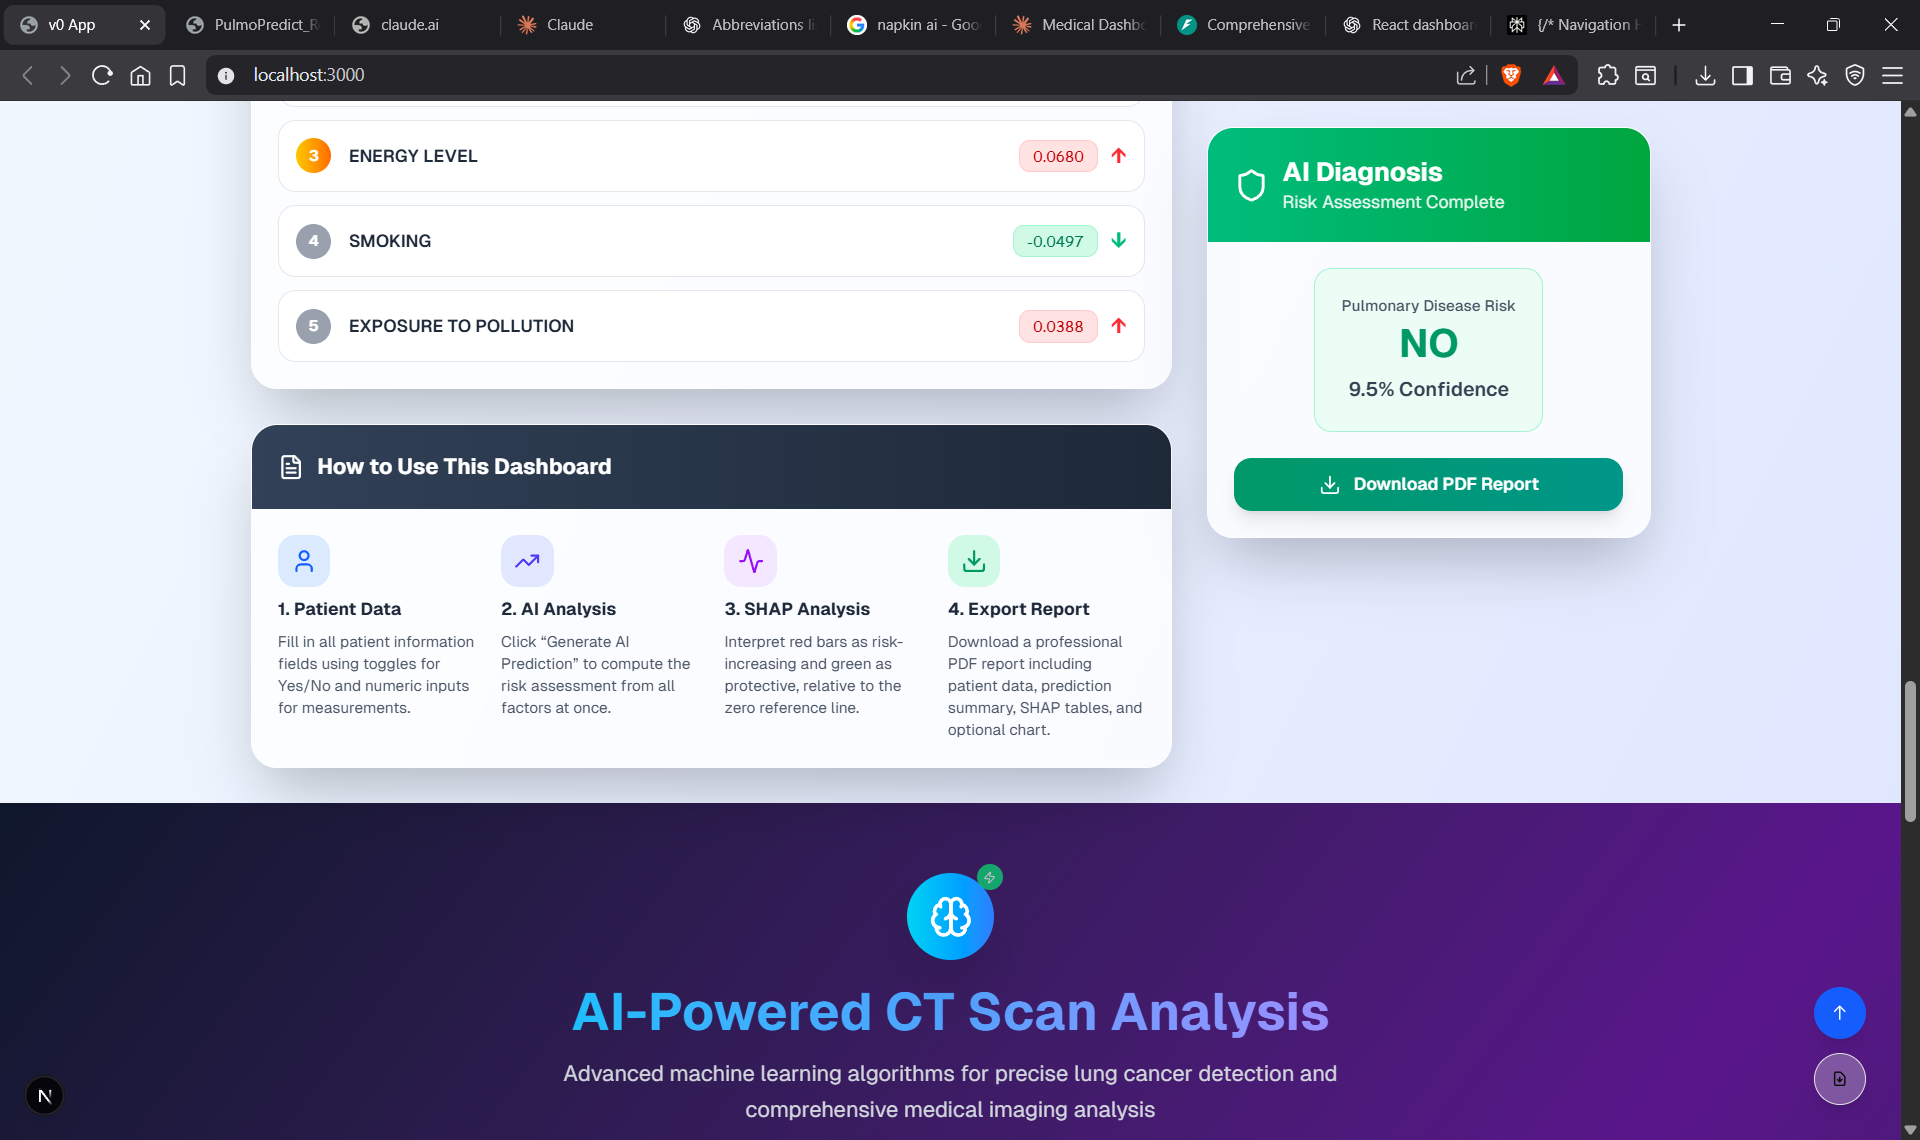 v0 App
PulmoPredict_R
claude.ai
Claude
Abbreviations li
napkin ai - Goo
Medical Dashbo
Comprehensive
React dashboar
{/* Navigation H
localhost:3000
3 ENERGY LEVEL 0.0680
4 SMOKING -0.0497
5 EXPOSURE TO POLLUTION 0.0388
AI Diagnosis
Risk Assessment Complete
Pulmonary Disease Risk
NO
9.5% Confidence
Download PDF Report
How to Use This Dashboard
1. Patient Data
Fill in all patient information
fields using toggles for
Yes/No and numeric inputs
for measurements.
2. AI Analysis
Click “Generate AI
Prediction” to compute the
risk assessment from all
factors at once.
3. SHAP Analysis
Interpret red bars as risk-
increasing and green as
protective, relative to the
zero reference line.
4. Export Report
Download a professional
PDF report including
patient data, prediction
summary, SHAP tables, and
optional chart.
AI-Powered CT Scan Analysis
Advanced machine learning algorithms for precise lung cancer detection and
comprehensive medical imaging analysis
N